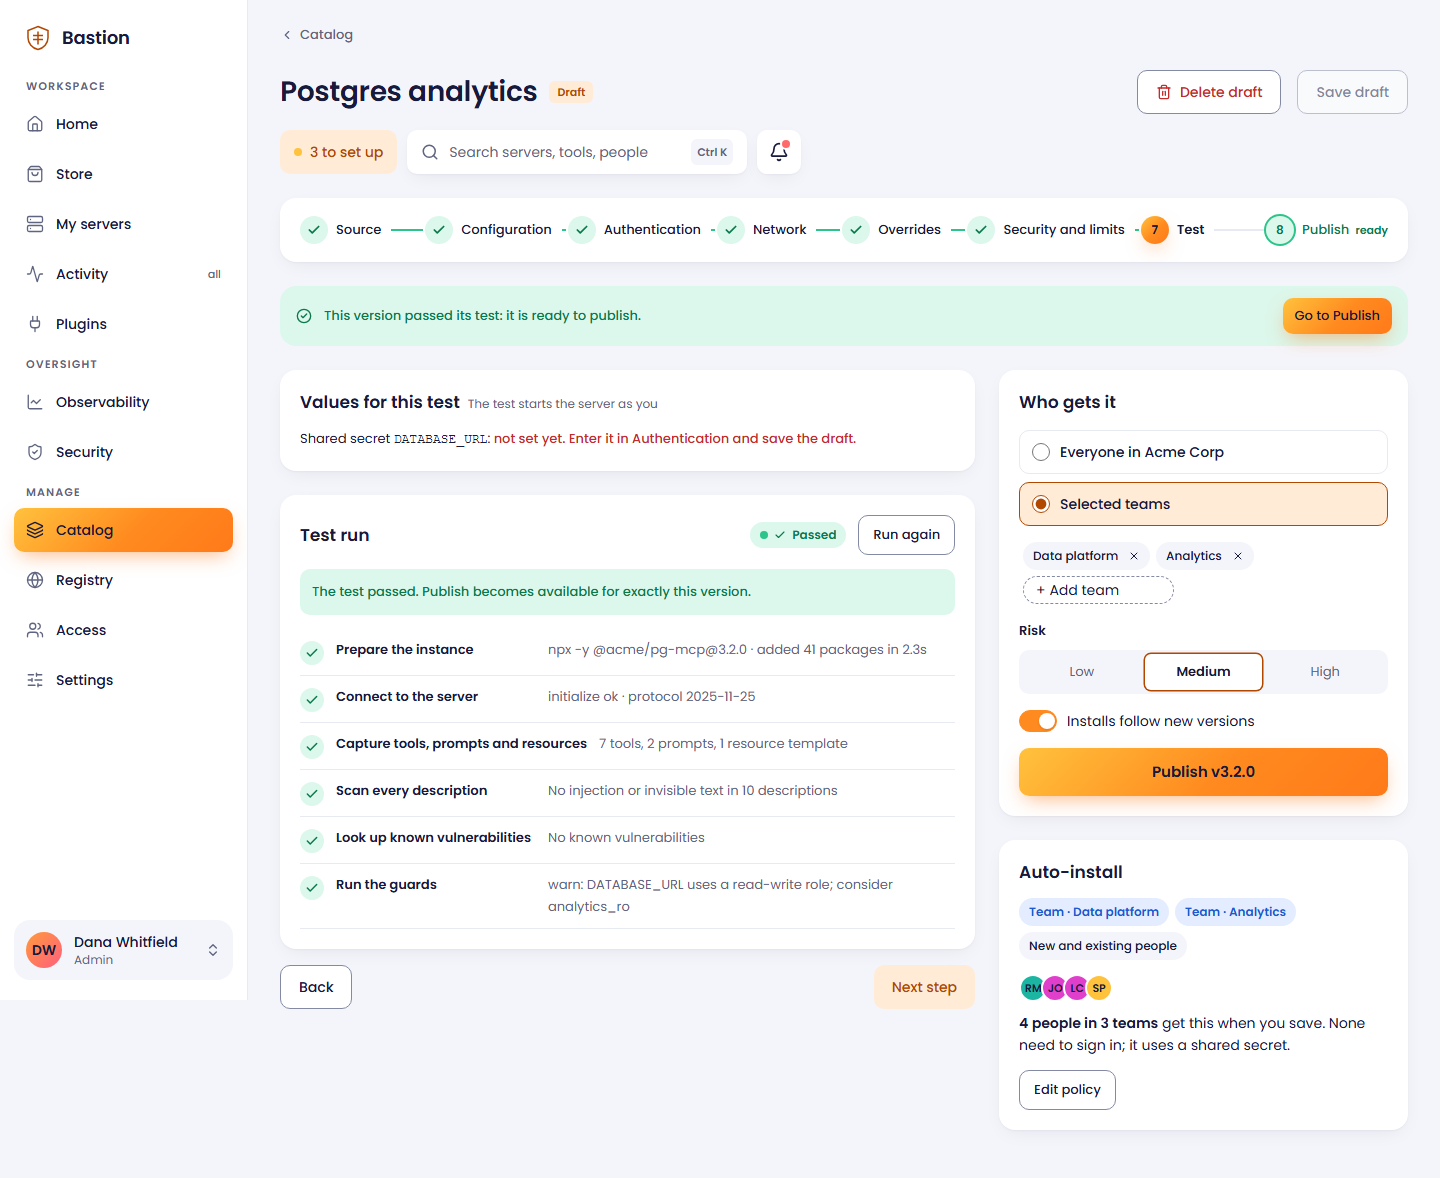 Bastion
WORKSPACE
Home
Store
My servers
Activity all
Plugins
OVERSIGHT
Observability
Security
MANAGE
Catalog
Registry
Access
Settings
DW Dana Whitfield
Admin
Catalog
Postgres analytics Draft
Delete draft Save draft
3 to set up Search servers, tools, people Ctrl K
Source Configuration Authentication Network Overrides Security and limits 7 Test 8 Publish ready
This version passed its test: it is ready to publish. Go to Publish
Values for this test The test starts the server as you
Shared secret DATABASE_URL: not set yet. Enter it in Authentication and save the draft.
Test run Passed Run again
The test passed. Publish becomes available for exactly this version.
Prepare the instance npx -y @acme/pg-mcp@3.2.0 · added 41 packages in 2.3s
Connect to the server initialize ok · protocol 2025-11-25
Capture tools, prompts and resources 7 tools, 2 prompts, 1 resource template
Scan every description No injection or invisible text in 10 descriptions
Look up known vulnerabilities No known vulnerabilities
Run the guards warn: DATABASE_URL uses a read-write role; consider
analytics_ro
Back Next step
Who gets it
Everyone in Acme Corp
Selected teams
Data platform × Analytics ×
+ Add team
Risk
Low Medium High
Installs follow new versions
Publish v3.2.0
Auto-install
Team · Data platform Team · Analytics
New and existing people
RM JO LC SP
4 people in 3 teams get this when you save. None
need to sign in; it uses a shared secret.
Edit policy